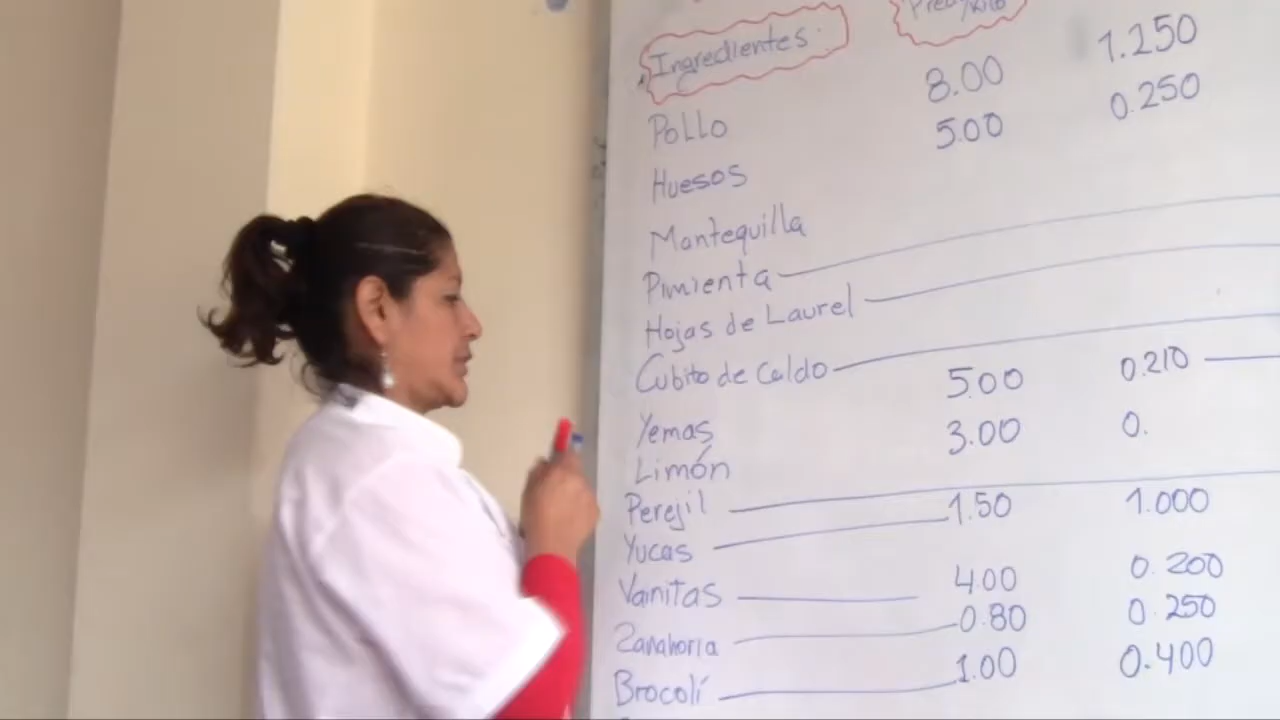 Ingredientes. Precio/Kilo
Pollo 8.00 1.250
Huesos 5.00 0.250
Mantequilla
Pimienta
Hojas de Laurel
Cubito de Caldo
Yemas 5.00 0.210
Limón 3.00 0.
Perejil
Yucas 1.50 1.000
Vainitas 4.00 0.200
Zanahoria 0.80 0.250
Brocolí 1.00 0.400